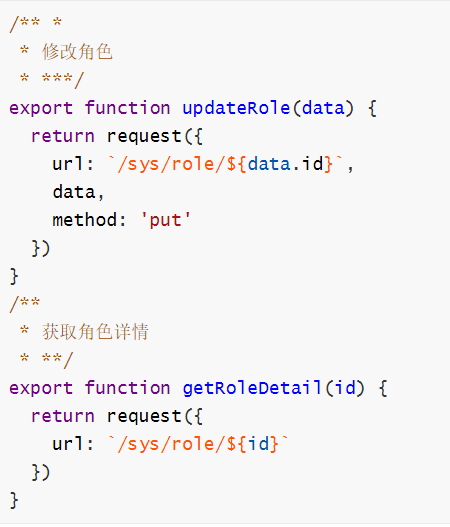 /** *
 * 修改角色
 * ***/
export function updateRole(data) {
  return request({
    url: `/sys/role/${data.id}`,
    data,
    method: 'put'
  })
}
/**
 * 获取角色详情
 * **/
export function getRoleDetail(id) {
  return request({
    url: `/sys/role/${id}`
  })
}